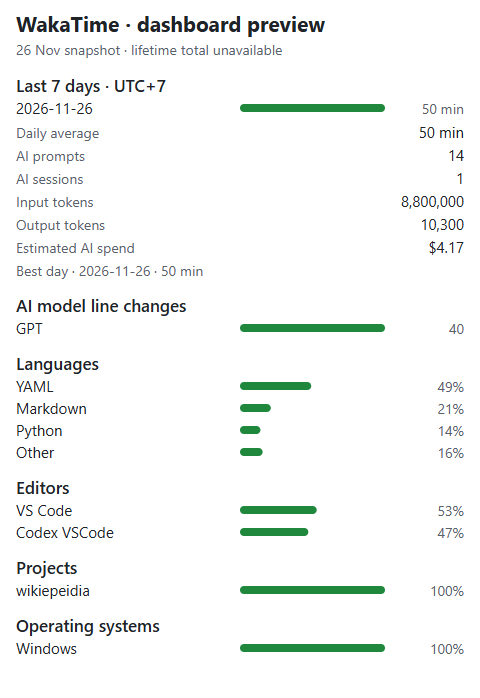 WakaTime · dashboard preview
26 Nov snapshot · lifetime total unavailable
Last 7 days · UTC+7
2026-11-26 50 min
Daily average 50 min
AI prompts 14
AI sessions 1
Input tokens 8,800,000
Output tokens 10,300
Estimated AI spend $4.17
Best day · 2026-11-26 · 50 min
AI model line changes
GPT 40
Languages
YAML 49%
Markdown 21%
Python 14%
Other 16%
Editors
VS Code 53%
Codex VSCode 47%
Projects
wikiepeidia 100%
Operating systems
Windows 100%